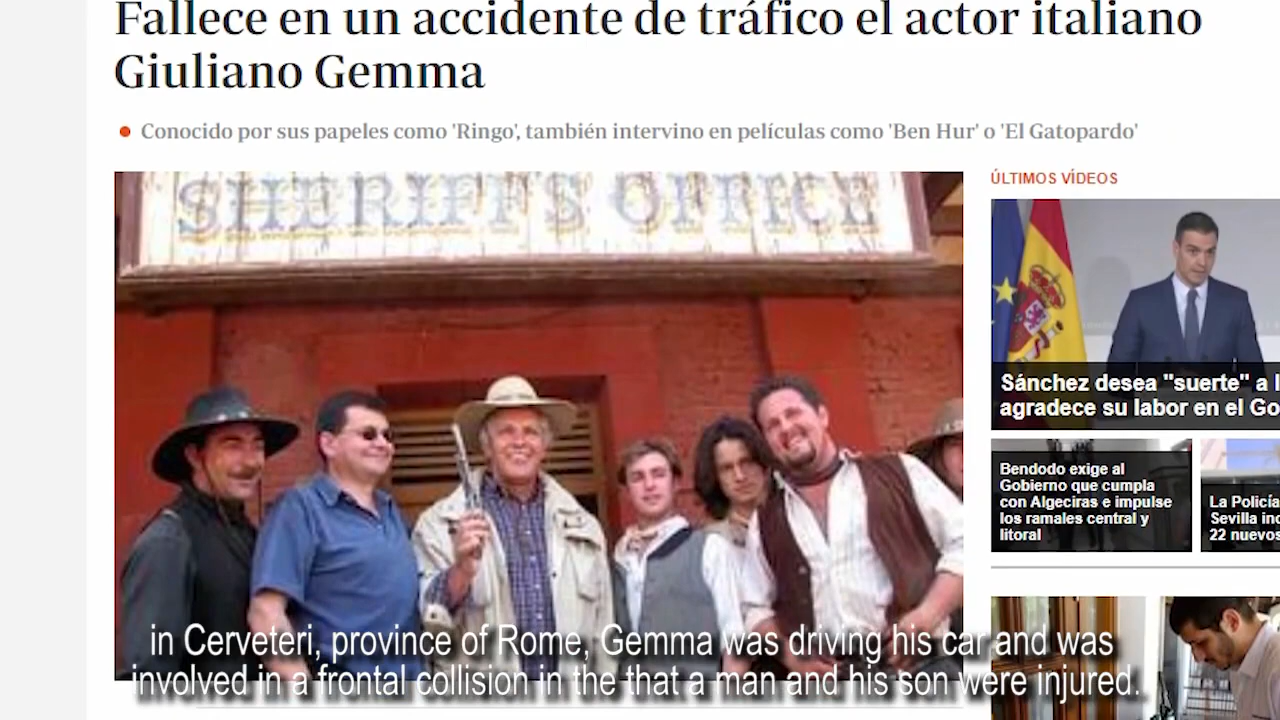 Fallece en un accidente de tráfico el actor italiano
Giuliano Gemma
Conocido por sus papeles como 'Ringo', también intervino en películas como 'Ben Hur' o 'El Gatopardo'
SHERIFF'S OFFICE
ÚLTIMOS VÍDEOS
Sánchez desea "suerte" a l
agradece su labor en el Go
Bendodo exige al
Gobierno que cumpla
con Algeciras e impulse
los ramales central y
litoral
La Policía
Sevilla inc
22 nuevos
in Cerveteri, province of Rome, Gemma was driving his car and was
involved in a frontal collision in the that a man and his son were injured.